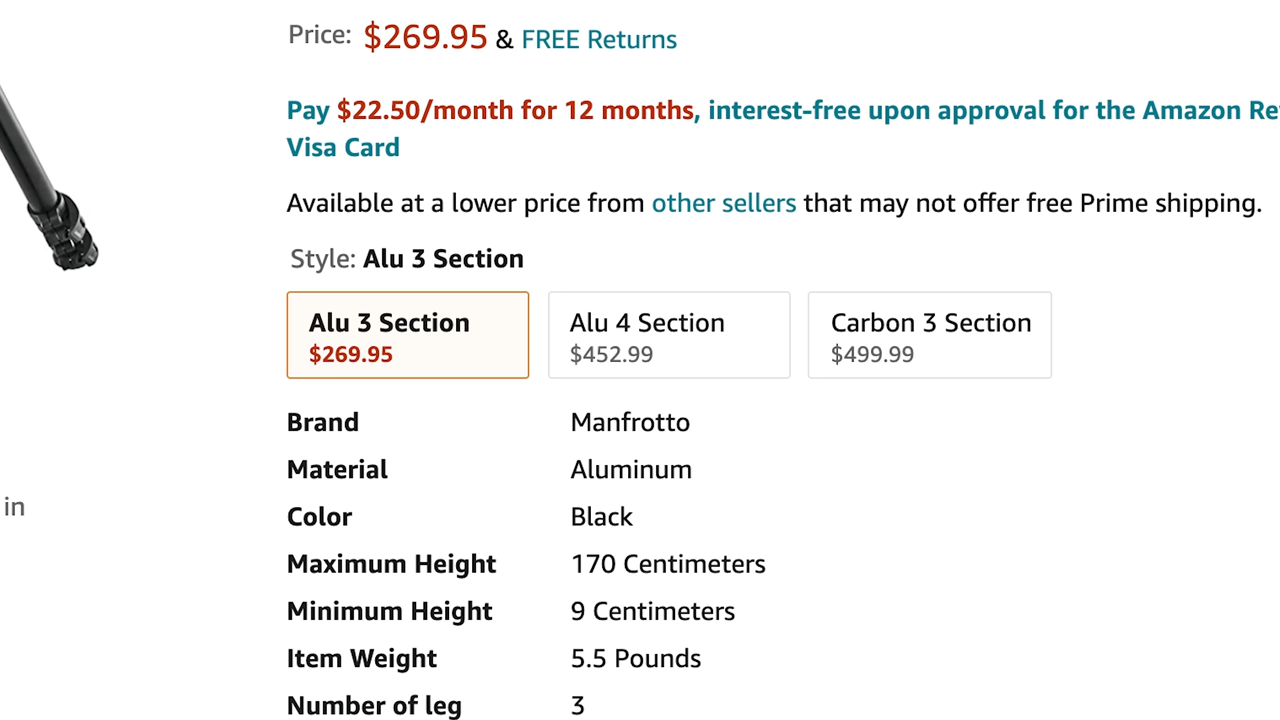 Price: $269.95 & FREE Returns
Pay $22.50/month for 12 months, interest-free upon approval for the Amazon
Visa Card
Available at a lower price from other sellers that may not offer free Prime shipping.
Style: Alu 3 Section
Alu 3 Section Alu 4 Section Carbon 3 Section
$269.95 $452.99 $499.99
Brand Manfrotto
Material Aluminum
in
Color Black
Maximum Height 170 Centimeters
Minimum Height 9 Centimeters
Item Weight 5.5 Pounds
Number of leg 3